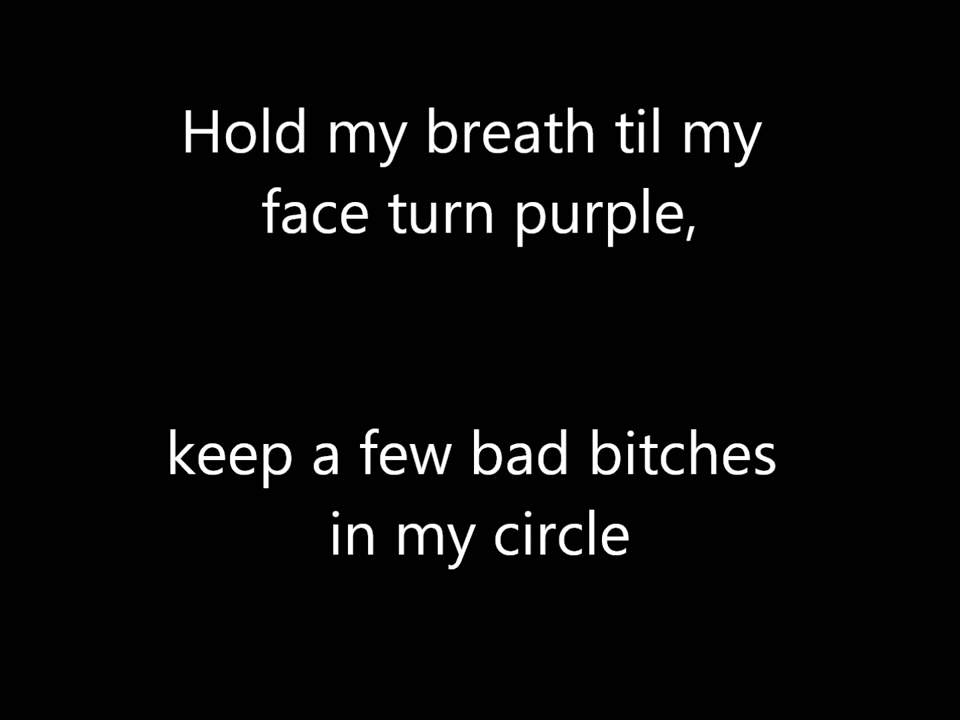 Hold my breath til my
face turn purple,
keep a few bad bitches
in my circle